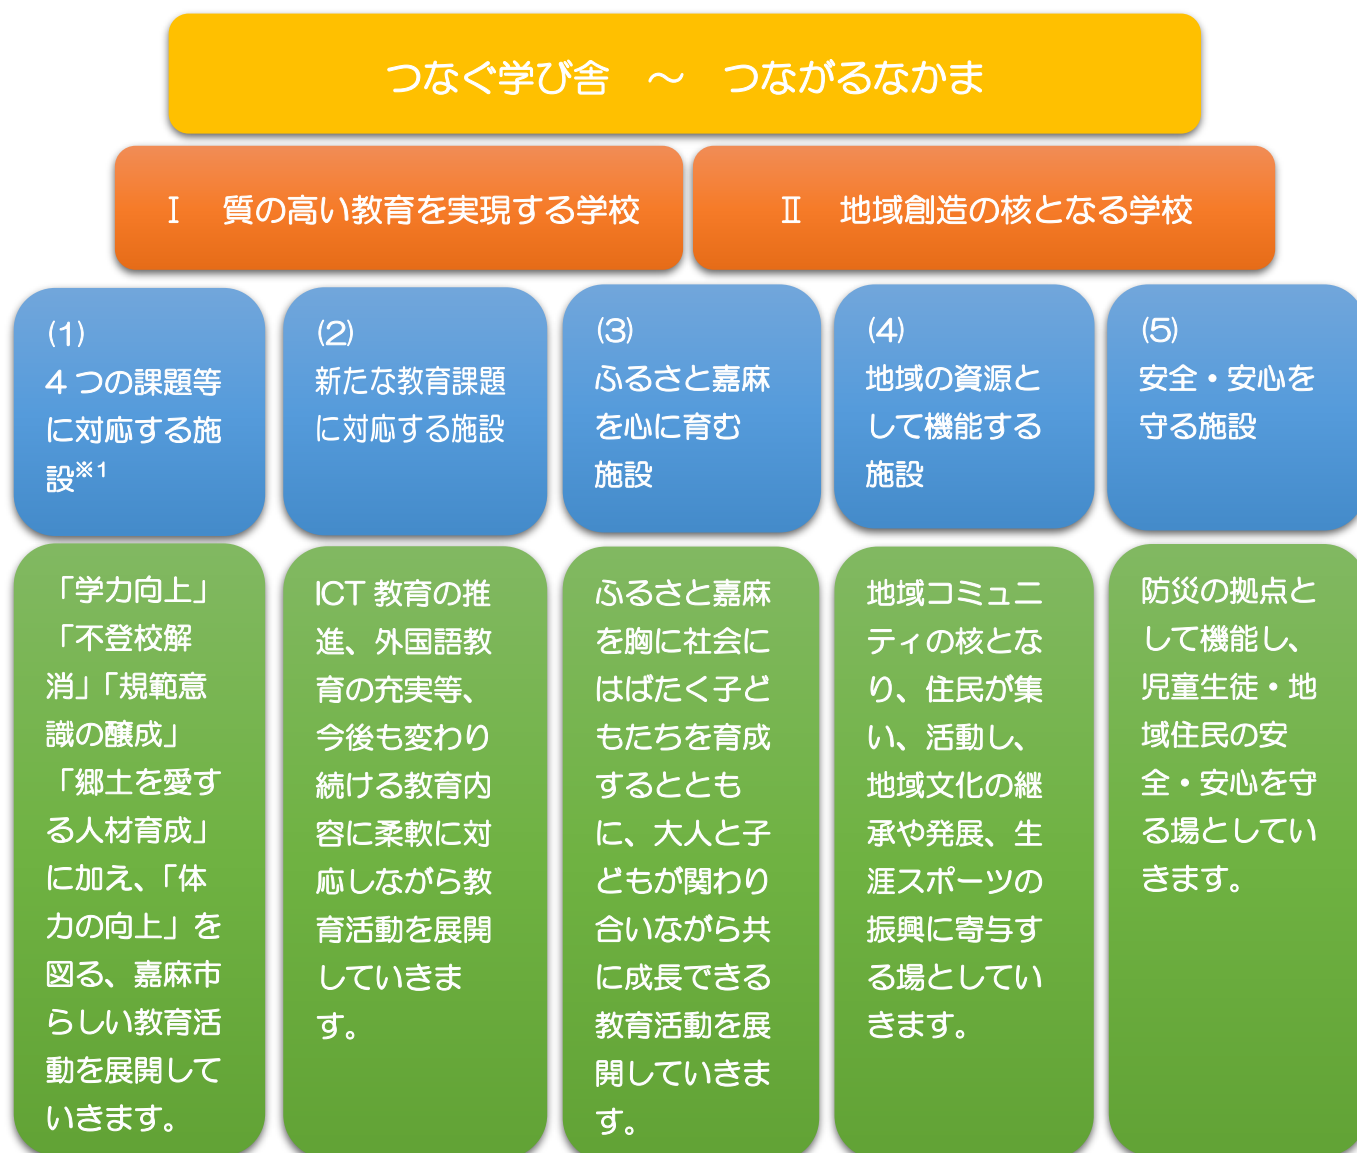 つなぐ学び舎　～　つながるなかま
Ⅰ　質の高い教育を実現する学校
Ⅱ　地域創造の核となる学校
(1)
4 つの課題等
に対応する施
設※1
(2)
新たな教育課題
に対応する施設
(3)
ふるさと嘉麻
を心に育む
施設
(4)
地域の資源と
して機能する
施設
(5)
安全・安心を
守る施設
「学力向上」
「不登校解
消」「規範意
識の醸成」
「郷土を愛す
る人材育成」
に加え、「体
力の向上」を
図る、嘉麻市
らしい教育活
動を展開して
いきます。
ICT 教育の推
進、外国語教
育の充実等、
今後も変わり
続ける教育内
容に柔軟に対
応しながら教
育活動を展開
していきま
す。
ふるさと嘉麻
を胸に社会に
はばたく子ど
もたちを育成
するととも
に、大人と子
どもが関わり
合いながら共
に成長できる
教育活動を展
開していきま
す。
地域コミュニ
ティの核とな
り、住民が集
い、活動し、
地域文化の継
承や発展、生
涯スポーツの
振興に寄与す
る場としてい
きます。
防災の拠点と
して機能し、
児童生徒・地
域住民の安
全・安心を守
る場としてい
きます。